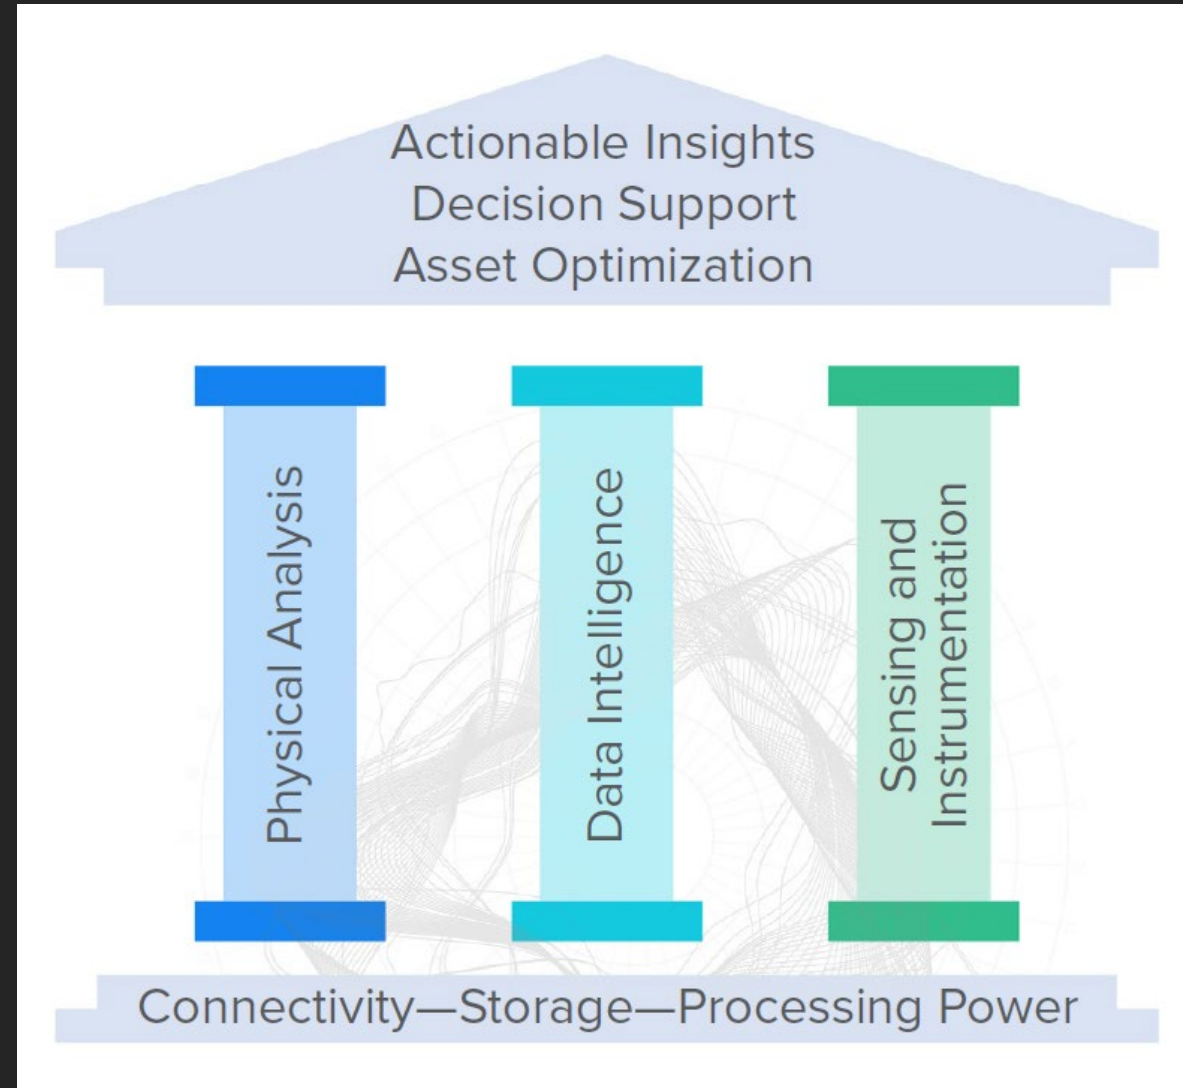 Actionable Insights
Decision Support
Asset Optimization
Physical Analysis
Data Intelligence
Sensing and
Instrumentation
Connectivity—Storage—Processing Power